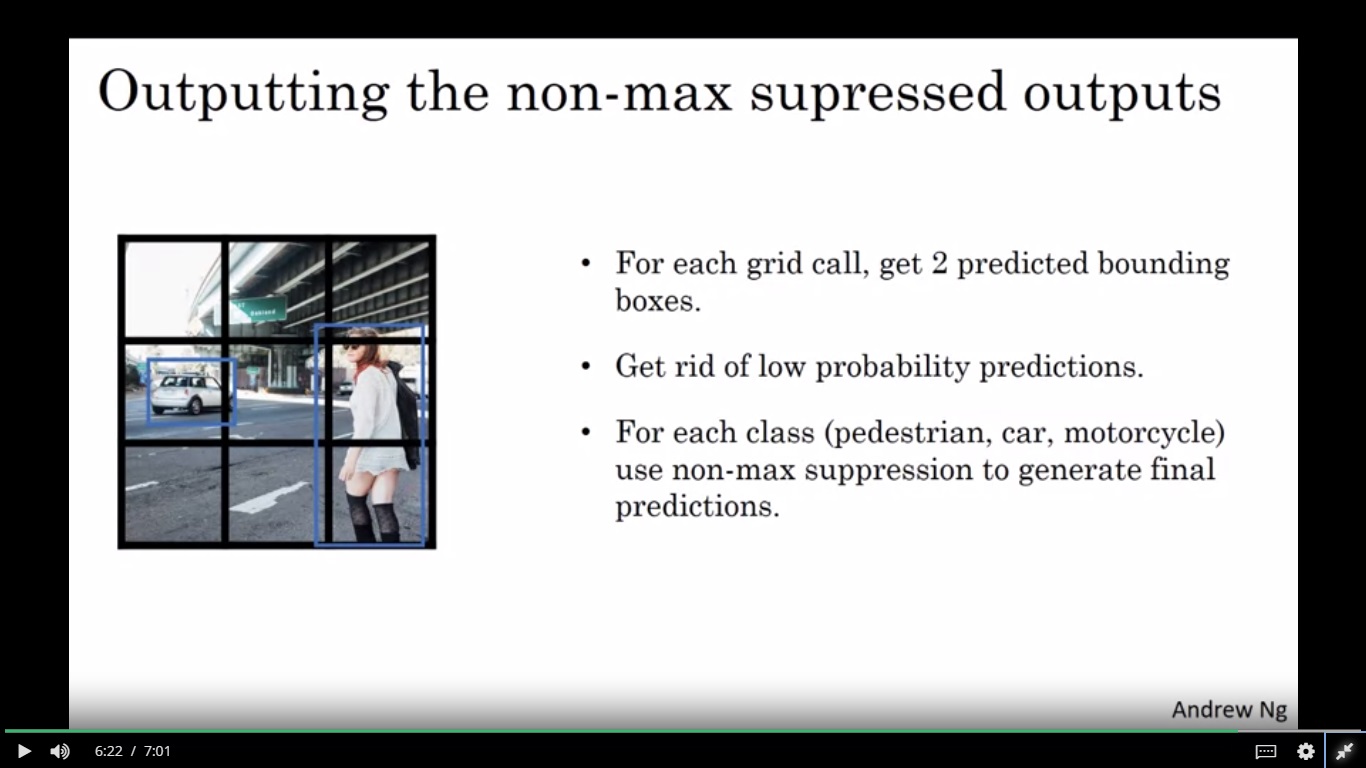 Outputting the non-max supressed outputs
Oakland
• For each grid call, get 2 predicted bounding
boxes.
• Get rid of low probability predictions.
• For each class (pedestrian, car, motorcycle)
use non-max suppression to generate final
predictions.
Andrew Ng
6:22 / 7:01